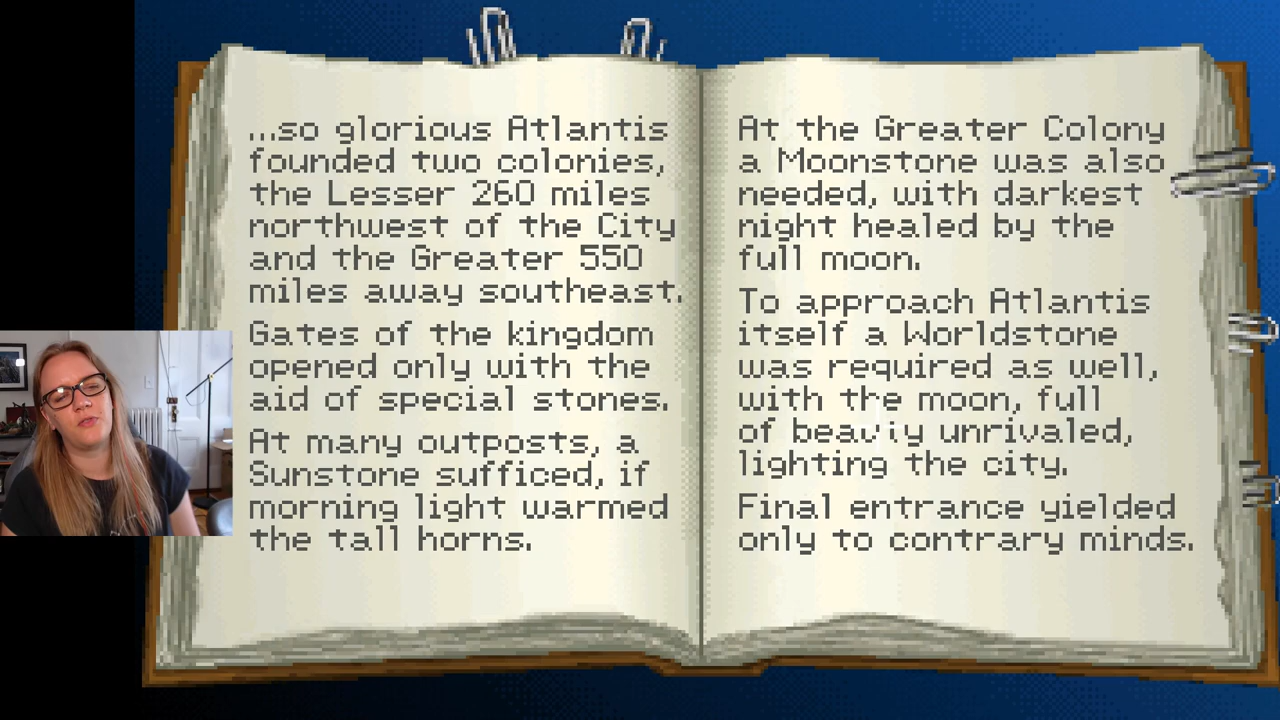 ...so glorious Atlantis
founded two colonies,
the Lesser 260 miles
northwest of the City
and the Greater 550
miles away southeast.
Gates of the kingdom
opened only with the
aid of special stones.
At many outposts, a
Sunstone sufficed, if
morning light warmed
the tall horns.
At the Greater Colony
a Moonstone was also
needed, with darkest
night healed by the
full moon.
To approach Atlantis
itself a Worldstone
was required as well,
with the moon, full
of beauty unrivaled,
lighting the city.
Final entrance yielded
only to contrary minds.